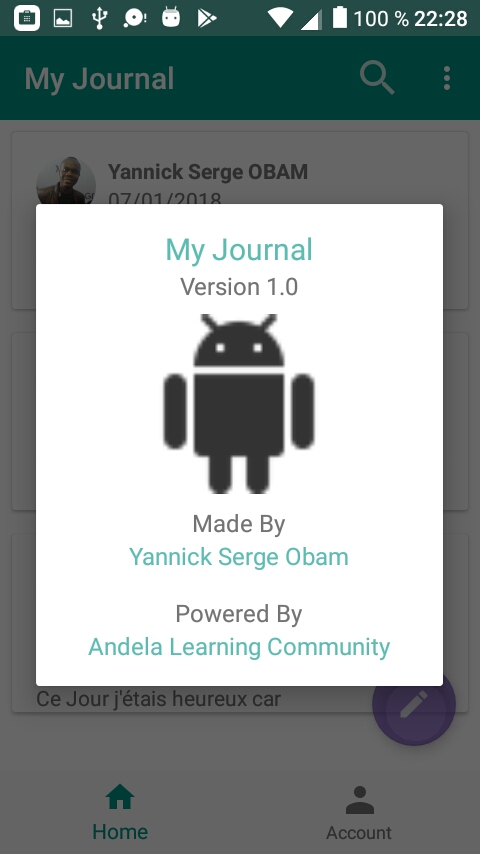 100 % 22:28
My Journal
Yannick Serge OBAM
07/01/2018
My Journal
Version 1.0
Made By
Yannick Serge Obam
Powered By
Andela Learning Community
Ce Jour j'étais heureux car
Home
Account